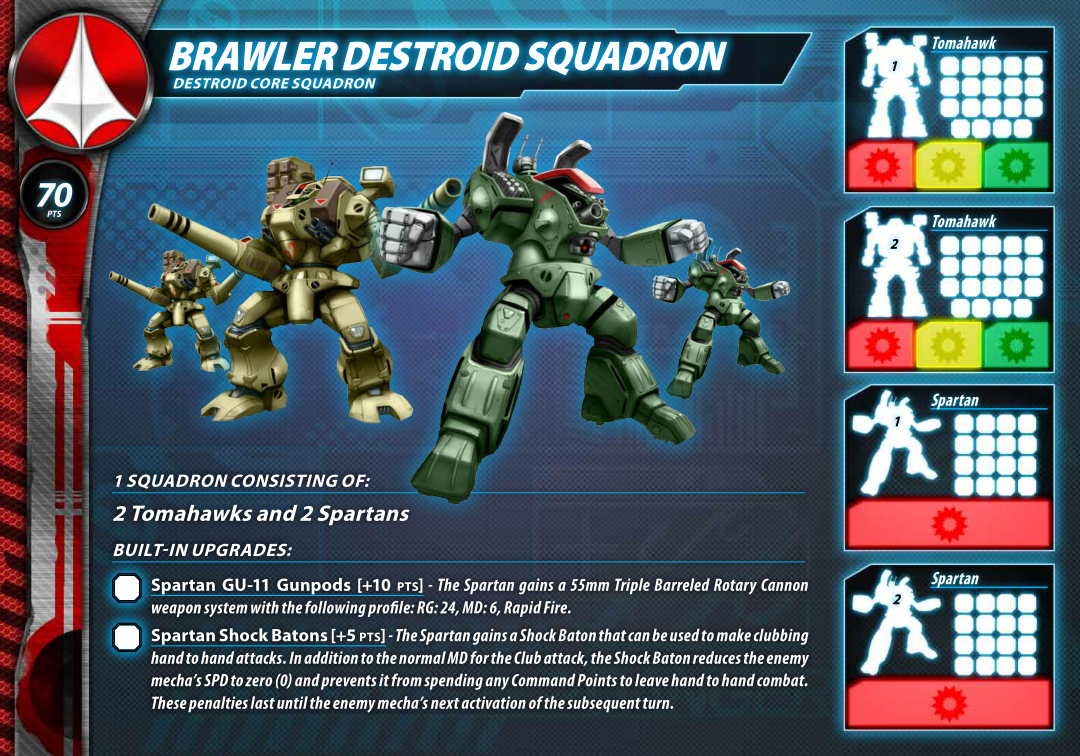 BRAWLER DESTROID SQUADRON
DESTROID CORE SQUADRON
70
PTS
1 SQUADRON CONSISTING OF:
2 Tomahawks and 2 Spartans
BUILT-IN UPGRADES:
Spartan GU-11 Gunpods [+10 PTS] - The Spartan gains a 55mm Triple Barreled Rotary Cannon
weapon system with the following profile: RG: 24, MD: 6, Rapid Fire.
Spartan Shock Batons [+5 PTS] - The Spartan gains a Shock Baton that can be used to make clubbing
hand to hand attacks. In addition to the normal MD for the Club attack, the Shock Baton reduces the enemy
mecha's SPD to zero (0) and prevents it from spending any Command Points to leave hand to hand combat.
These penalties last until the enemy mecha's next activation of the subsequent turn.
Tomahawk
1
Tomahawk
2
Spartan
1
Spartan
2